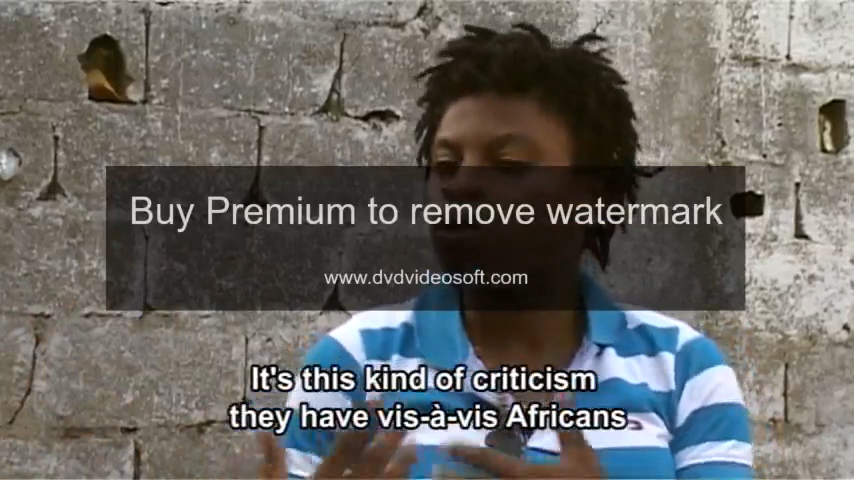 Buy Premium to remove watermark
www.dvdvideosoft.com
It's this kind of criticism
they have vis-à-vis Africans.